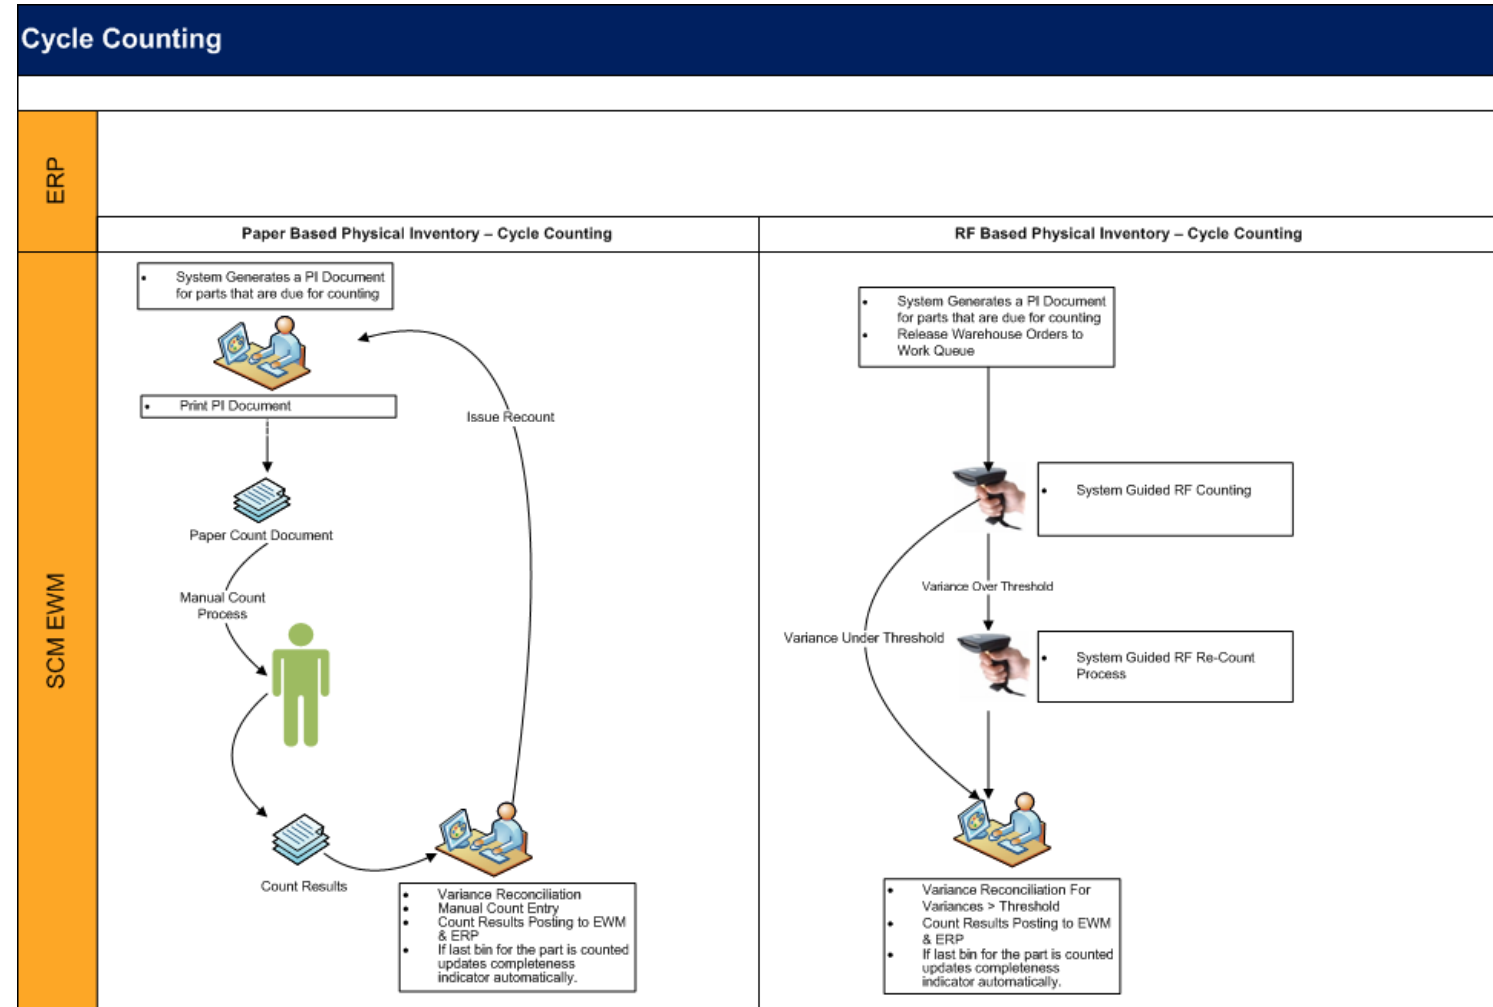 Cycle Counting
ERP
Paper Based Physical Inventory – Cycle Counting
RF Based Physical Inventory – Cycle Counting
SCM EWM
• System Generates a PI Document
for parts that are due for counting
• Print PI Document
Paper Count Document
Manual Count
Process
Count Results
Issue Recount
• Variance Reconciliation
• Manual Count Entry
• Count Results Posting to EWM
& ERP
• If last bin for the part is counted
updates completeness
indicator automatically.
• System Generates a PI Document
for parts that are due for counting
• Release Warehouse Orders to
Work Queue
• System Guided RF Counting
Variance Over Threshold
Variance Under Threshold
• System Guided RF Re-Count
Process
• Variance Reconciliation For
Variances > Threshold
• Count Results Posting to EWM
& ERP
• If last bin for the part is counted
updates completeness
indicator automatically.